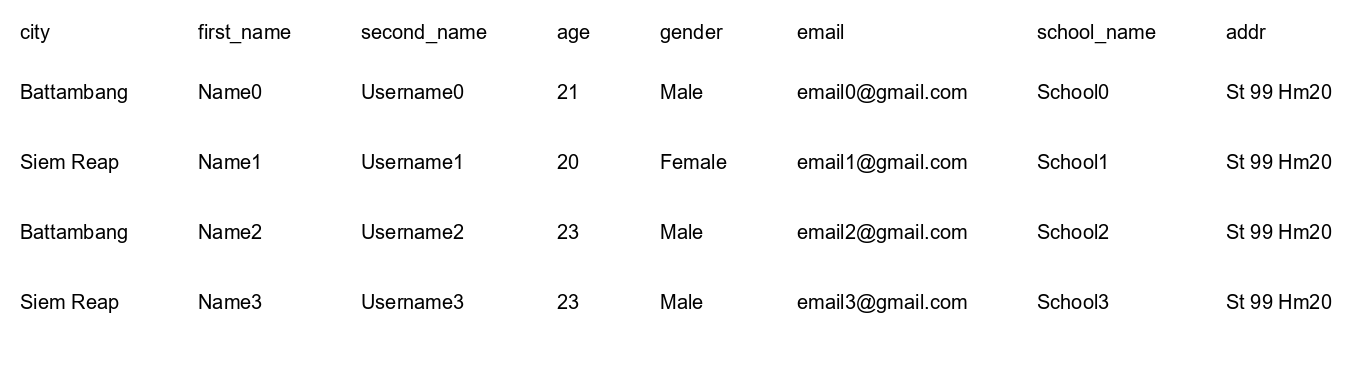 city first_name second_name age gender email school_name addr
Battambang Name0 Username0 21 Male email0@gmail.com School0 St 99 Hm20
Siem Reap Name1 Username1 20 Female email1@gmail.com School1 St 99 Hm20
Battambang Name2 Username2 23 Male email2@gmail.com School2 St 99 Hm20
Siem Reap Name3 Username3 23 Male email3@gmail.com School3 St 99 Hm20